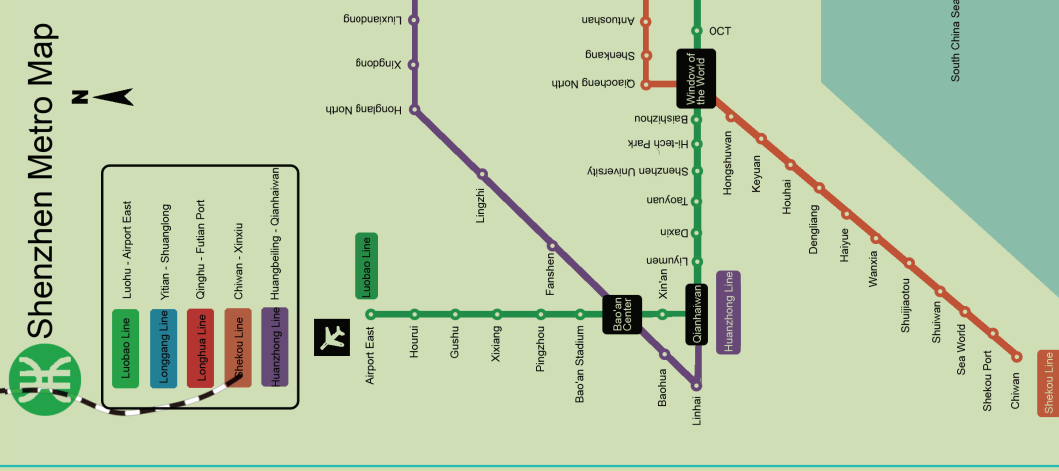 Shenzhen Metro Map
N
Luobao Line
Luohu - Airport East
Longgang Line
Yitian - Shuanglong
Longhua Line
Qinghu - Futian Port
Shekou Line
Chiwan - Xinxiu
Huanzhong Line
Huangbeiling - Qianhaiwan
Luobao Line
Airport East
Hourui
Gushu
Xixiang
Pingzhou
Bao'an Stadium
Bao'an
Center
Xin'an
Qianhaiwan
Huanzhong Line
Baohua
Linhai
Fanshen
Lingzhi
Honglang North
Xingdong
Liuxiandong
Liyumen
Daxin
Taoyuan
Shenzhen University
Hi-tech Park
Baishizhou
Window of
the World
OCT
Qiaocheng North
Shenkang
Antuoshan
Hongshuwan
Keyuan
Houhai
Dengliang
Haiyue
Wanxia
Shuijiaotou
Shuiwan
Sea World
Shekou Port
Chiwan
Shekou Line
South China Sea